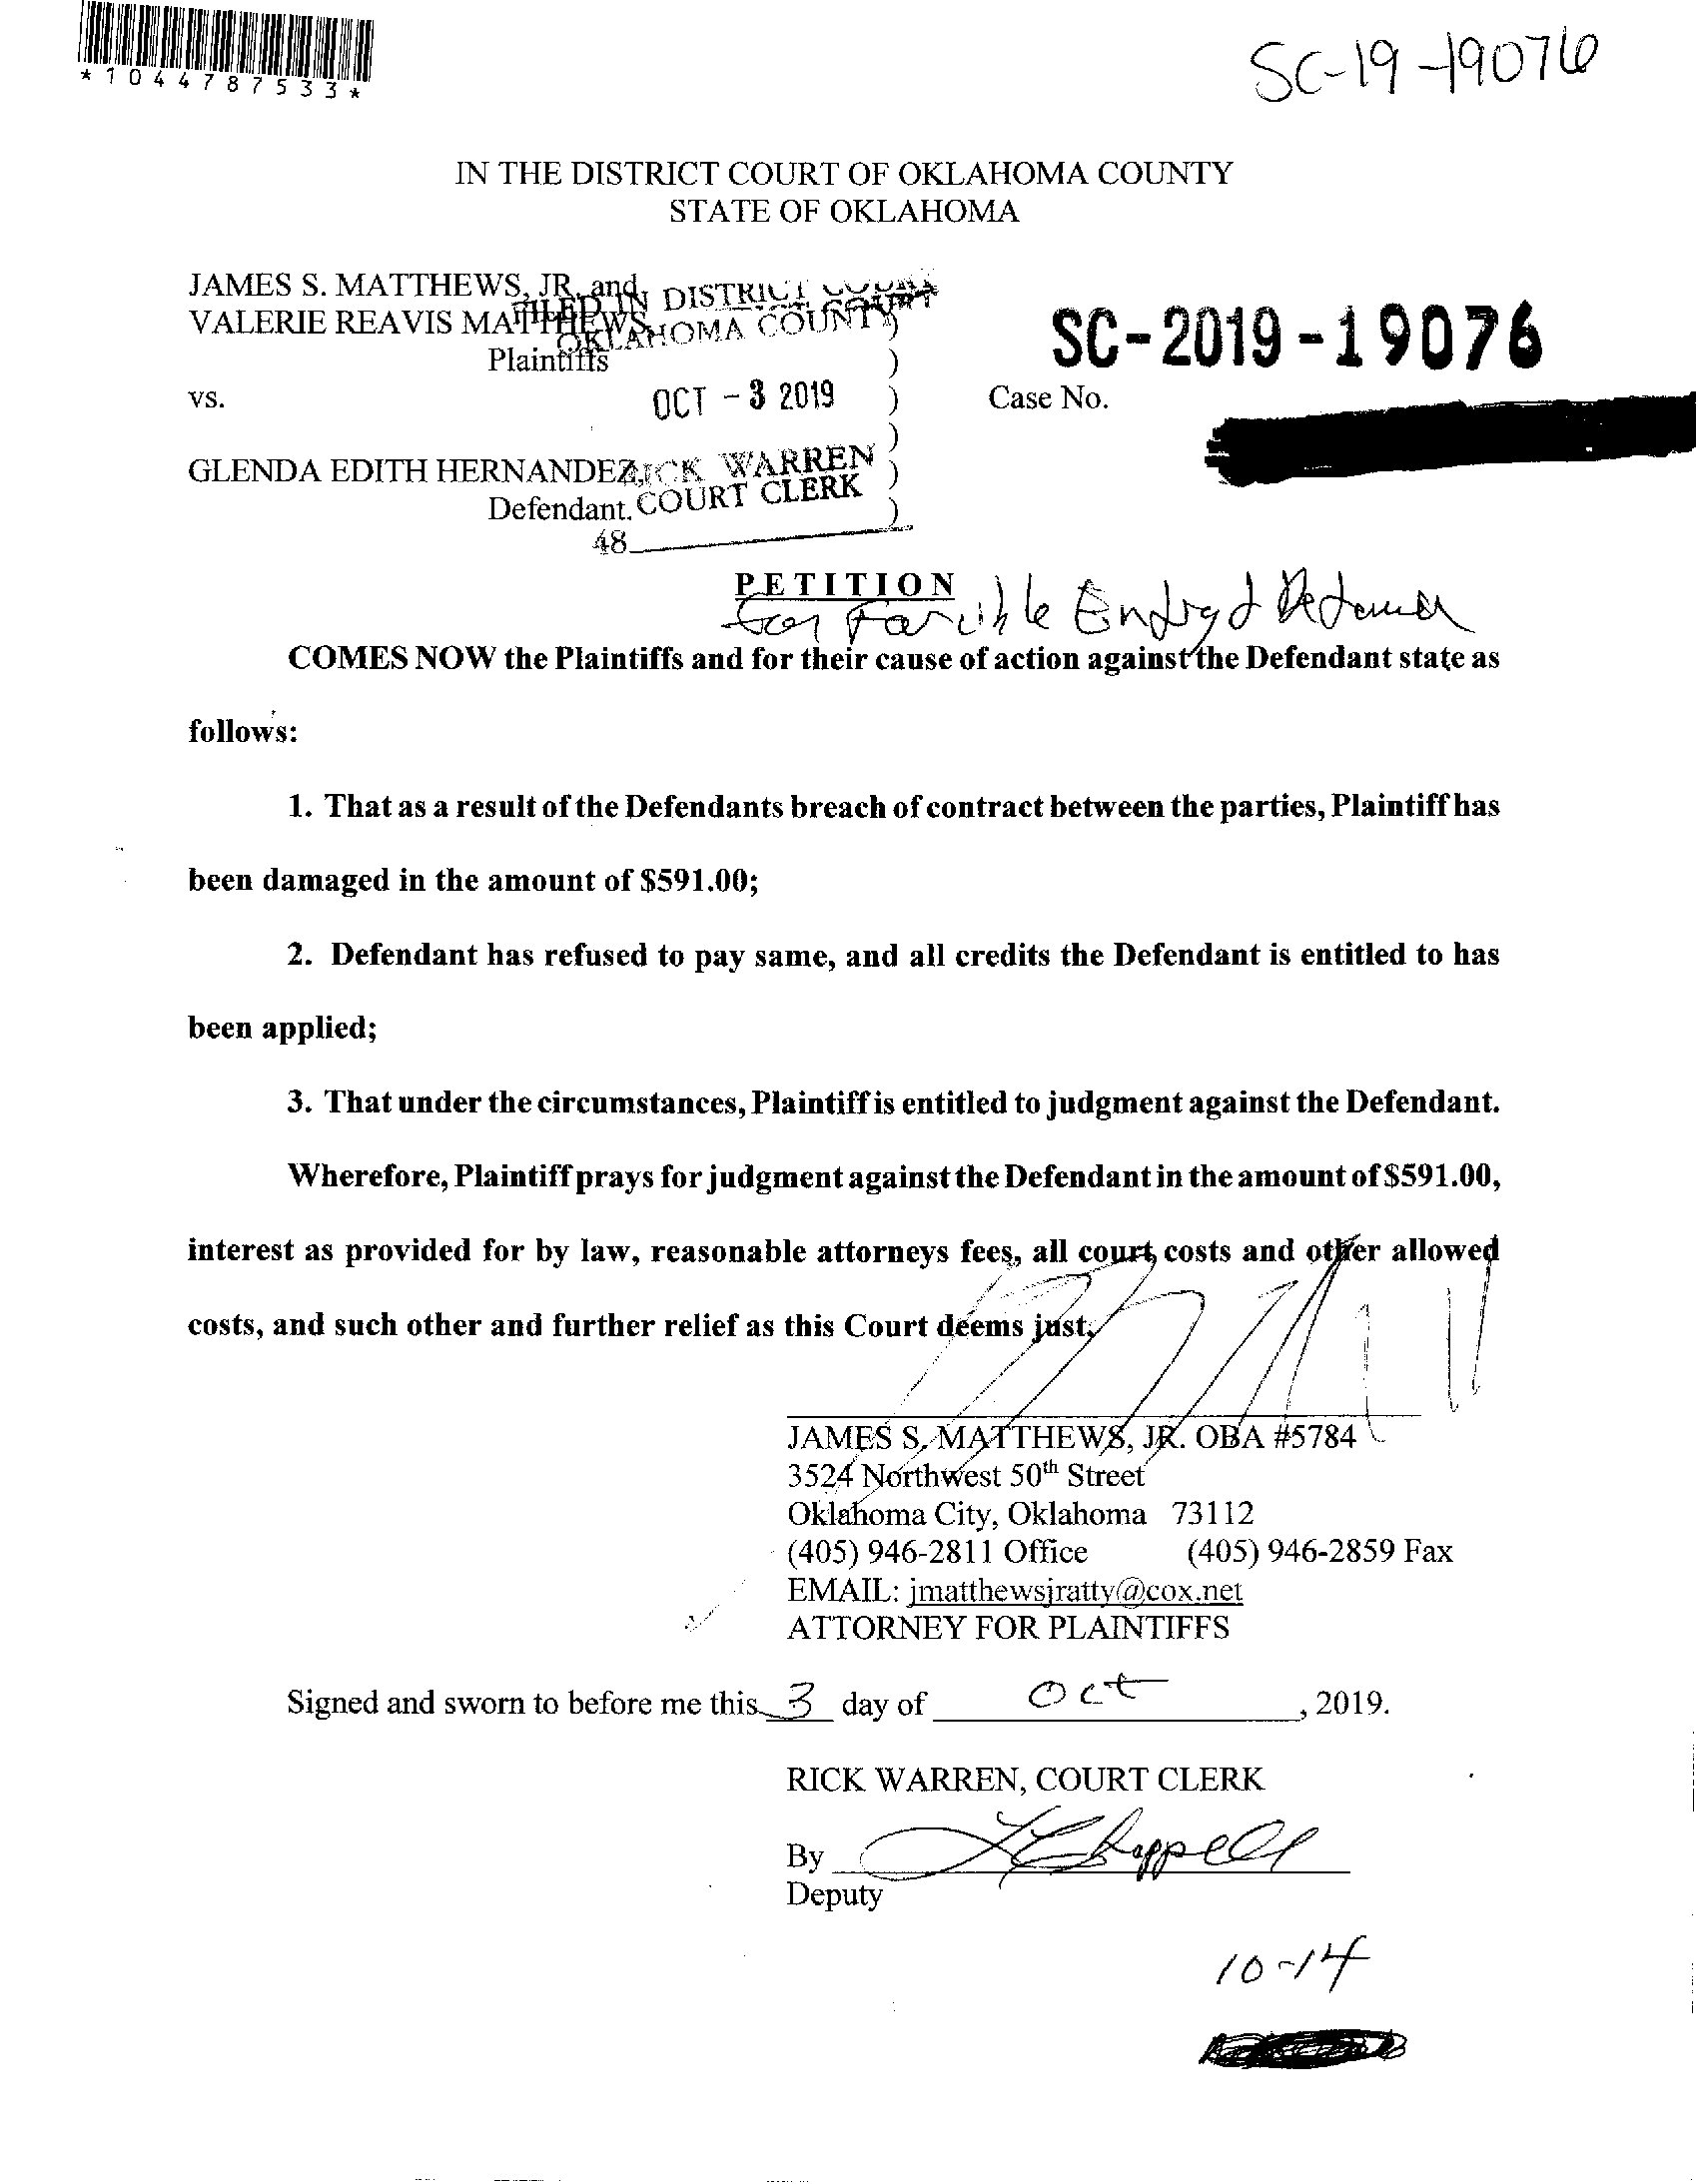 *1044787533*
SC-19-19076
IN THE DISTRICT COURT OF OKLAHOMA COUNTY
STATE OF OKLAHOMA
JAMES S. MATTHEWS, JR. and
VALERIE REAVIS MATTHEWS,
Plaintiffs
FILED IN DISTRICT COURT
OKLAHOMA COUNTY
SC-2019-19076
vs.
OCT - 3 2019
Case No.
GLENDA EDITH HERNANDEZ,
Defendant.
RICK WARREN
COURT CLERK
48
PETITION
for Forcible Entry & Detainer
COMES NOW the Plaintiffs and for their cause of action against the Defendant state as
follows:
1. That as a result of the Defendants breach of contract between the parties, Plaintiff has
been damaged in the amount of $591.00;
2. Defendant has refused to pay same, and all credits the Defendant is entitled to has
been applied;
3. That under the circumstances, Plaintiff is entitled to judgment against the Defendant.
Wherefore, Plaintiff prays for judgment against the Defendant in the amount of $591.00,
interest as provided for by law, reasonable attorneys fees, all court costs and other allowed
costs, and such other and further relief as this Court deems just.
JAMES S. MATTHEWS, JR. OBA #5784
3524 Northwest 50th Street
Oklahoma City, Oklahoma 73112
(405) 946-2811 Office (405) 946-2859 Fax
EMAIL: jmatthewsjratty@cox.net
ATTORNEY FOR PLAINTIFFS
Signed and sworn to before me this 3 day of Oct, 2019.
RICK WARREN, COURT CLERK
By
Deputy
10-14